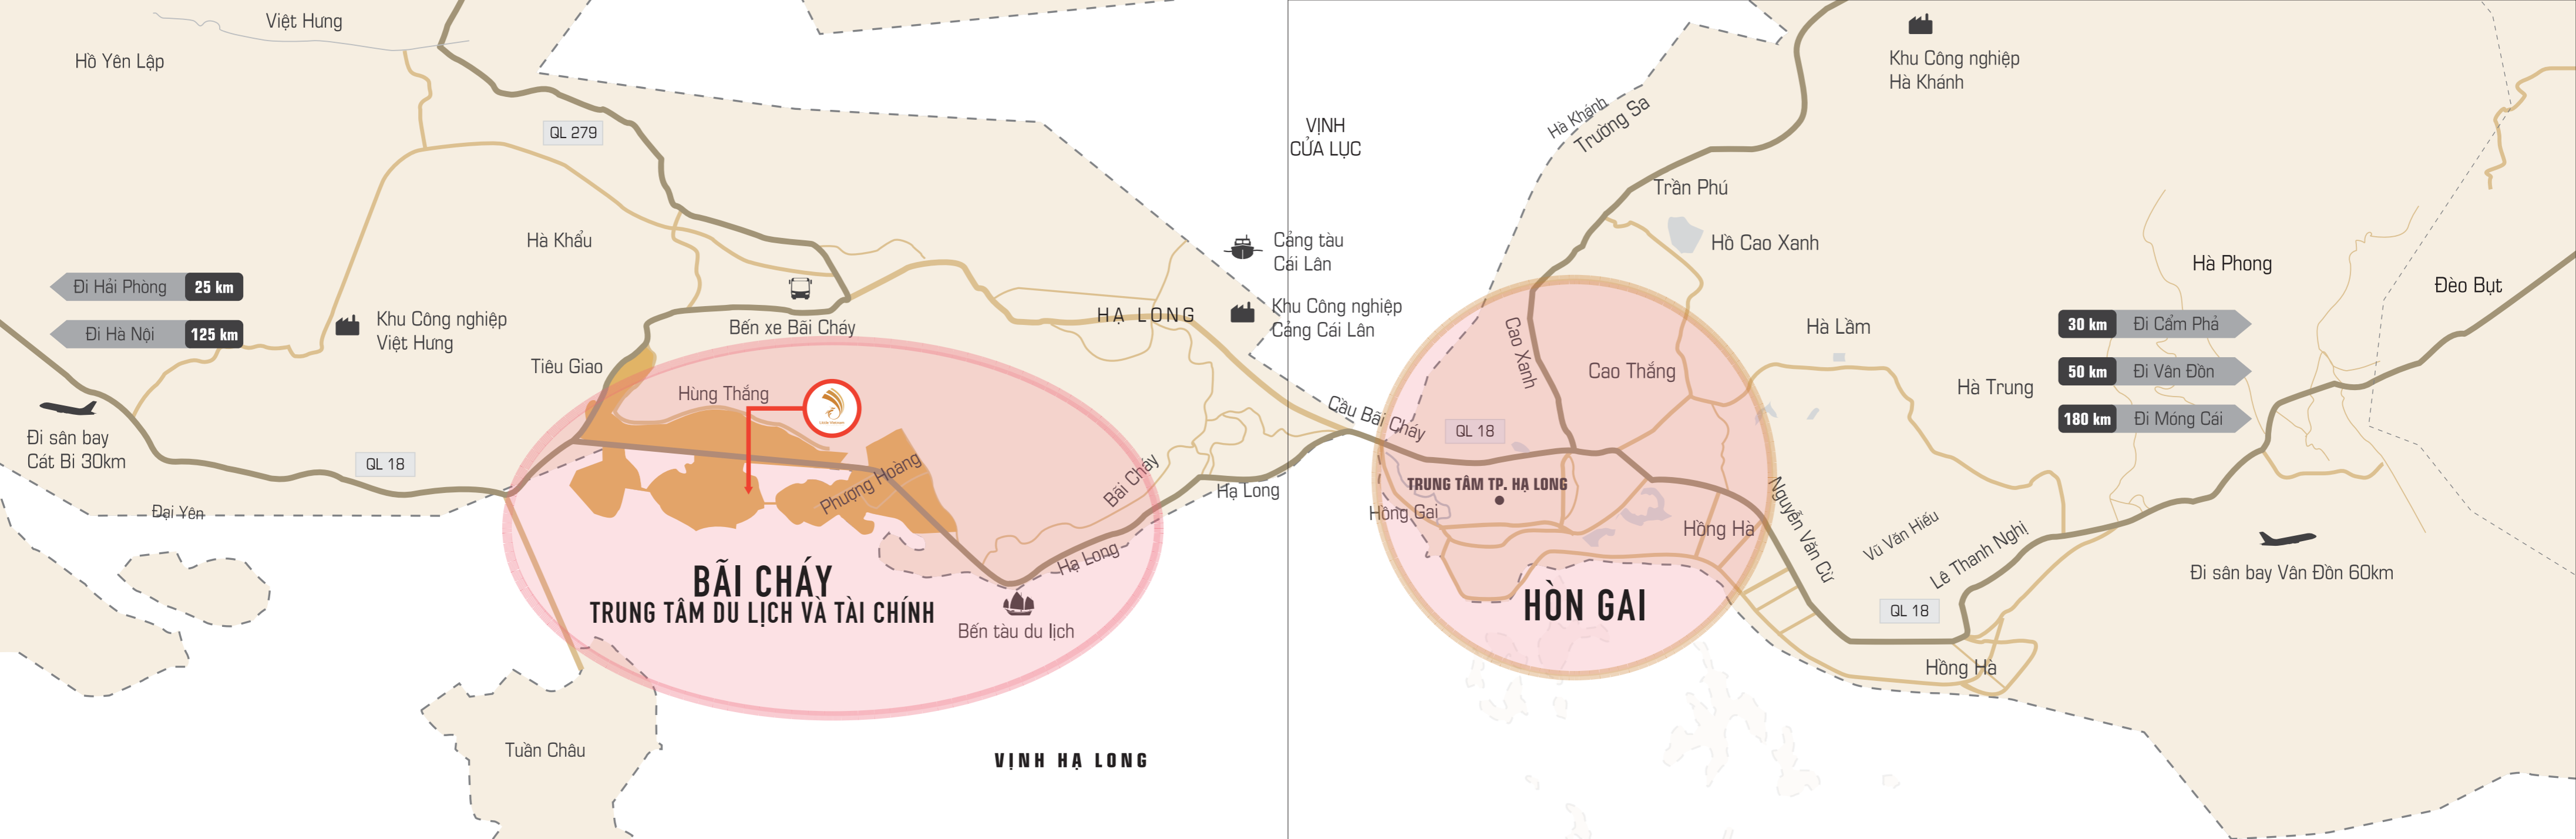 Việt Hưng
Hồ Yên Lập
QL 279
Hà Khẩu
Đi Hải Phòng 25 km
Đi Hà Nội 125 km
Khu Công nghiệp
Việt Hưng
Bến xe Bãi Cháy
Tiêu Giao
Hùng Thắng
Đi sân bay
Cát Bi 30km
QL 18
Đại Yên
Phượng Hoàng
BÃI CHÁY
TRUNG TÂM DU LỊCH VÀ TÀI CHÍNH
Bến tàu du lịch
Hạ Long
Bãi Cháy
Hạ Long
Tuần Châu
VỊNH HẠ LONG
VỊNH
CỬA LỤC
Cảng tàu
Cái Lân
HẠ LONG
Khu Công nghiệp
Cảng Cái Lân
Cầu Bãi Cháy
Hà Khánh
Trường Sa
Trần Phú
Hồ Cao Xanh
Khu Công nghiệp
Hà Khánh
Cao Xanh
Cao Thắng
QL 18
TRUNG TÂM TP. HẠ LONG
Hồng Gai
Hồng Hà
HÒN GAI
Hà Lầm
Hà Trung
Hà Phong
Đèo Bụt
30 km Đi Cẩm Phả
50 km Đi Vân Đồn
180 km Đi Móng Cái
Nguyễn Văn Cừ
Vũ Văn Hiếu
Lê Thanh Nghị
QL 18
Hồng Hà
Đi sân bay Vân Đồn 60km